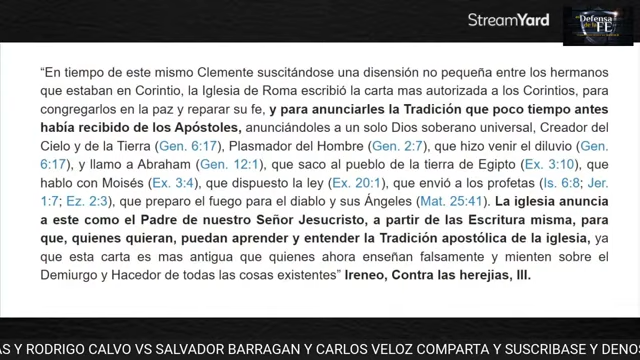 StreamYard
Defensa
FE
“En tiempo de este mismo Clemente suscitándose una disensión no pequeña entre los hermanos
que estaban en Corintio, la Iglesia de Roma escribió la carta mas autorizada a los Corintios, para
congregarlos en la paz y reparar su fe, y para anunciarles la Tradición que poco tiempo antes
había recibido de los Apóstoles, anunciándoles a un solo Dios soberano universal, Creador del
Cielo y de la Tierra (Gen. 6:17), Plasmador del Hombre (Gen. 2:7), que hizo venir el diluvio (Gen.
6:17), y llamo a Abraham (Gen. 12:1), que saco al pueblo de la tierra de Egipto (Ex. 3:10), que
hablo con Moisés (Ex. 3:4), que dispuesto la ley (Ex. 20:1), que envió a los profetas (Is. 6:8; Jer.
1:7; Ez. 2:3), que preparo el fuego para el diablo y sus Ángeles (Mat. 25:41). La iglesia anuncia
a este como el Padre de nuestro Señor Jesucristo, a partir de las Escritura misma, para
que, quienes quieran, puedan aprender y entender la Tradición apostólica de la iglesia, ya
que esta carta es mas antigua que quienes ahora enseñan falsamente y mienten sobre el
Demiurgo y Hacedor de todas las cosas existentes” Ireneo, Contra las herejías, III.
AS Y RODRIGO CALVO VS SALVADOR BARRAGAN Y CARLOS VELOZ COMPARTA Y SUSCRIBASE Y DENOS